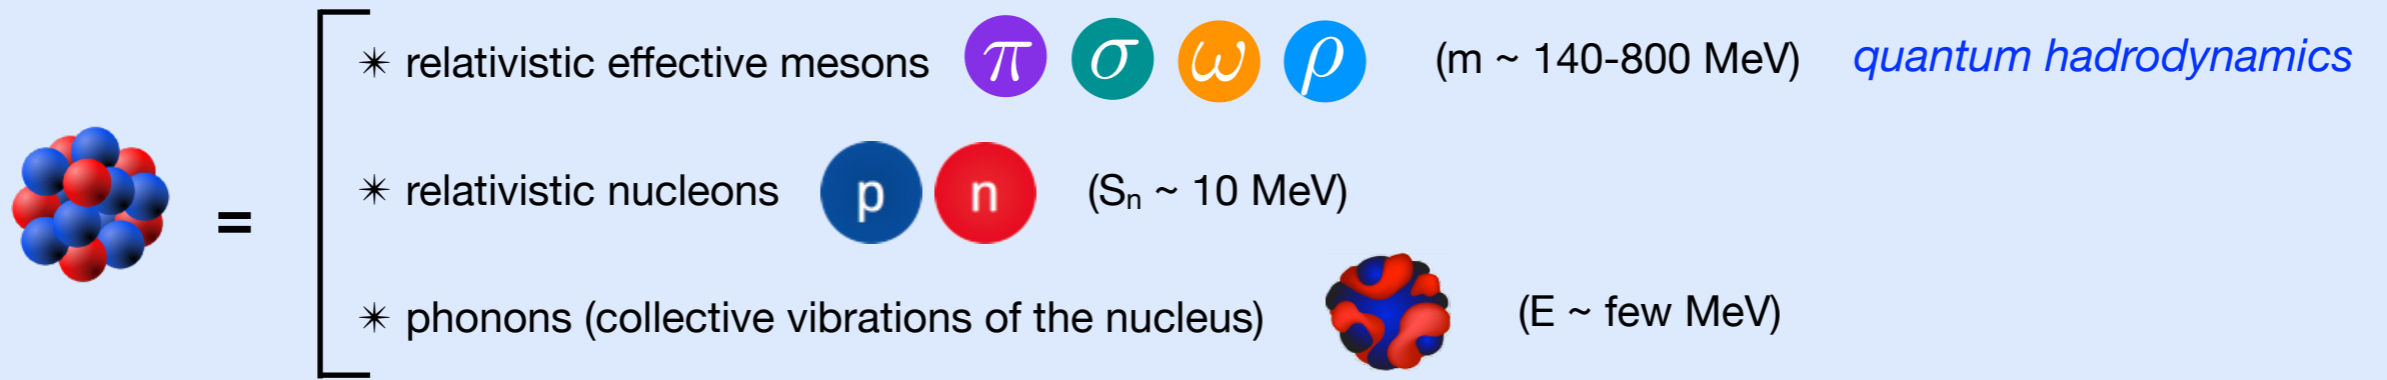 ✴ relativistic effective mesons π σ ω ρ (m ~ 140-800 MeV) quantum hadrodynamics
=
✴ relativistic nucleons p n (Sₙ ~ 10 MeV)
✴ phonons (collective vibrations of the nucleus) (E ~ few MeV)